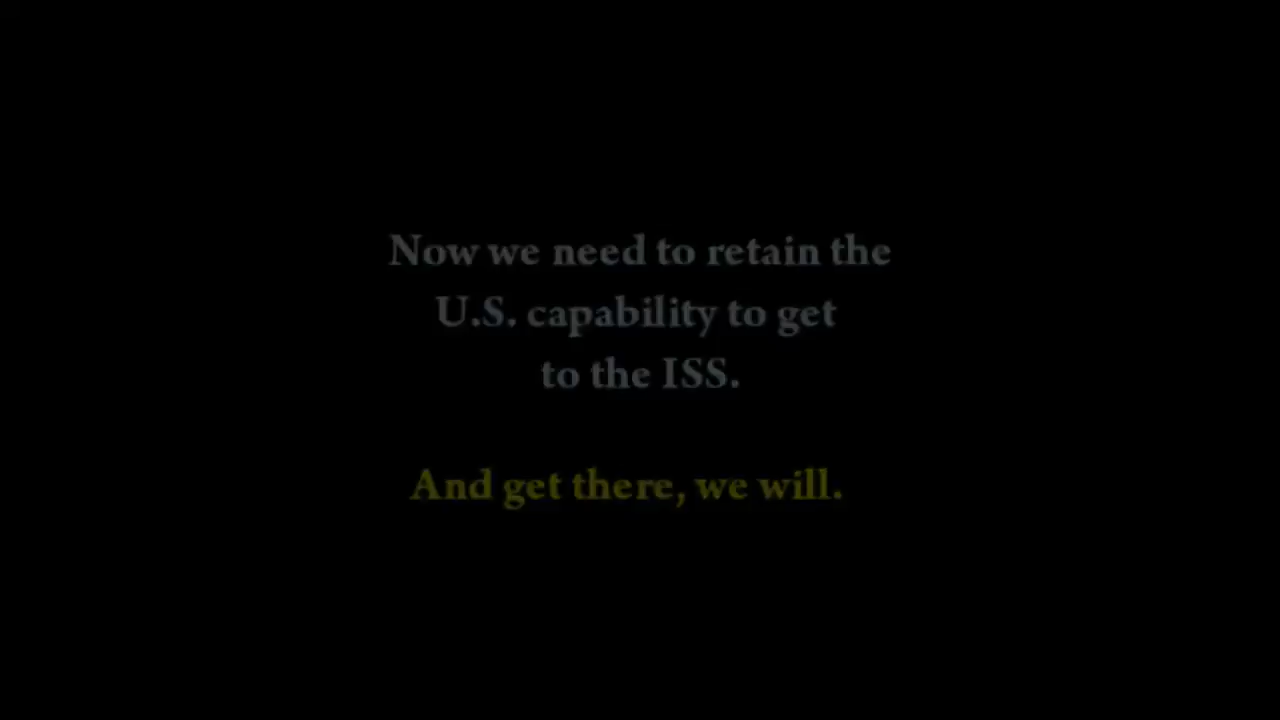 Now we need to retain the
U.S. capability to get
to the ISS.
And get there, we will.